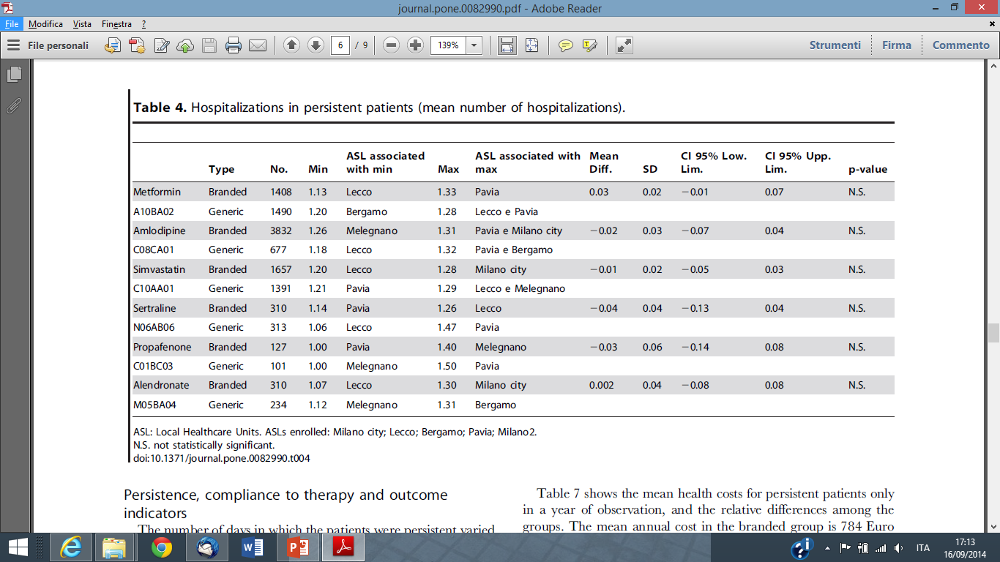 journal.pone.0082990.pdf - Adobe Reader
File Modifica Vista Finestra ?
File personali 6 / 9 139% Strumenti Firma Commento
Table 4. Hospitalizations in persistent patients (mean number of hospitalizations).
Type No. Min ASL associated with min Max ASL associated with max Mean Diff. SD CI 95% Low. Lim. CI 95% Upp. Lim. p-value
Metformin Branded 1408 1.13 Lecco 1.33 Pavia 0.03 0.02 −0.01 0.07 N.S.
A10BA02 Generic 1490 1.20 Bergamo 1.28 Lecco e Pavia
Amlodipine Branded 3832 1.26 Melegnano 1.31 Pavia e Milano city −0.02 0.03 −0.07 0.04 N.S.
C08CA01 Generic 677 1.18 Lecco 1.32 Pavia e Bergamo
Simvastatin Branded 1657 1.20 Lecco 1.28 Milano city −0.01 0.02 −0.05 0.03 N.S.
C10AA01 Generic 1391 1.21 Pavia 1.29 Lecco e Melegnano
Sertraline Branded 310 1.14 Pavia 1.26 Lecco −0.04 0.04 −0.13 0.04 N.S.
N06AB06 Generic 313 1.06 Lecco 1.47 Pavia
Propafenone Branded 127 1.00 Pavia 1.40 Melegnano −0.03 0.06 −0.14 0.08 N.S.
C01BC03 Generic 101 1.00 Melegnano 1.50 Pavia
Alendronate Branded 310 1.07 Lecco 1.30 Milano city 0.002 0.04 −0.08 0.08 N.S.
M05BA04 Generic 234 1.12 Melegnano 1.31 Bergamo
ASL: Local Healthcare Units. ASLs enrolled: Milano city; Lecco; Bergamo; Pavia; Milano2.
N.S. not statistically significant.
doi:10.1371/journal.pone.0082990.t004
Persistence, compliance to therapy and outcome
indicators
The number of days in which the patients were persistent varied
Table 7 shows the mean health costs for persistent patients only
in a year of observation, and the relative differences among the
groups. The mean annual cost in the branded group is 784 Euro
ITA
17:13
16/09/2014